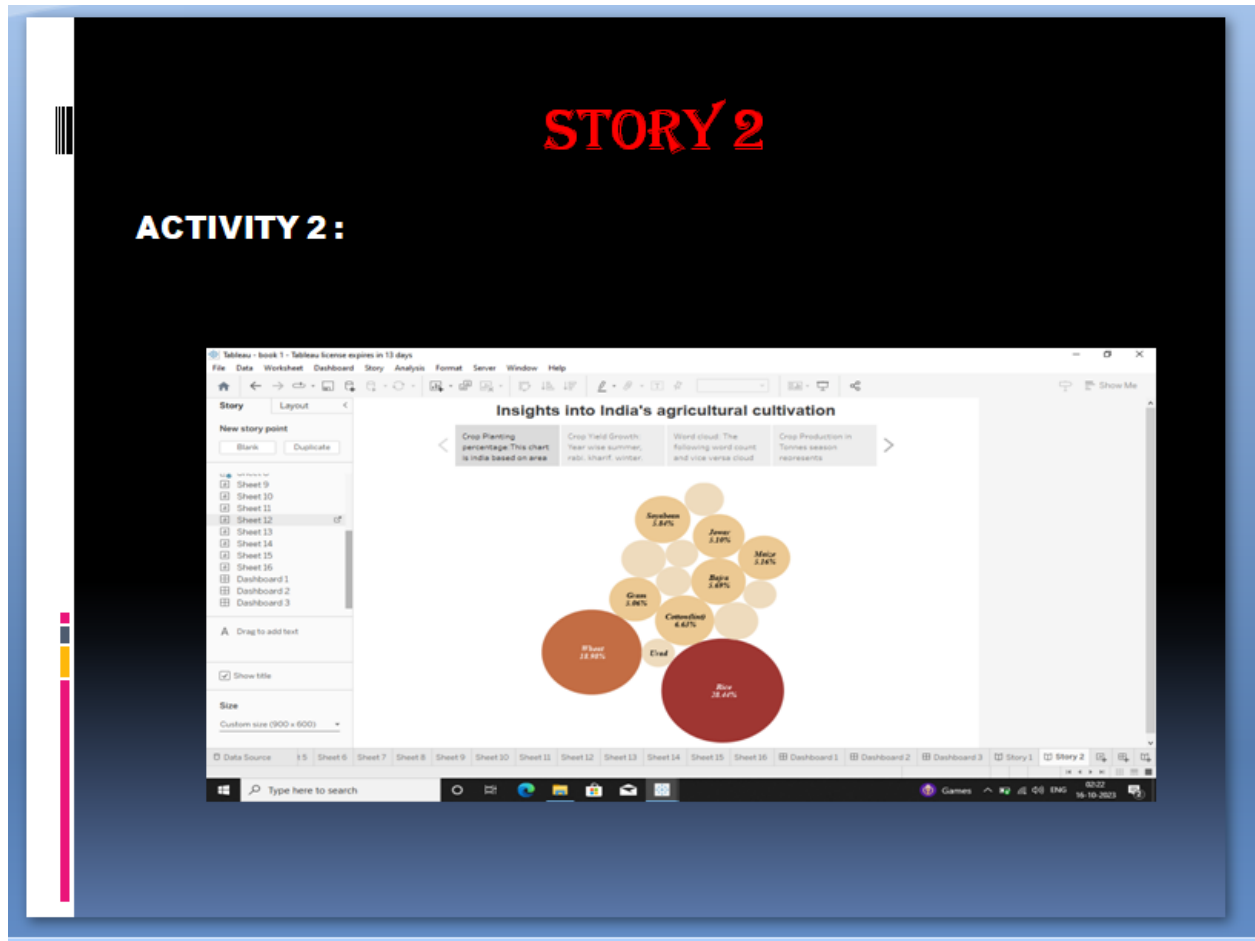 STORY 2
ACTIVITY 2 :
Tableau - book 1 - Tableau license expires in 13 days
File Data Worksheet Dashboard Story Analysis Format Server Window Help
Show Me
Story Layout
New story point
Blank Duplicate
Sheet 9
Sheet 10
Sheet 11
Sheet 12
Sheet 13
Sheet 14
Sheet 15
Sheet 16
Dashboard 1
Dashboard 2
Dashboard 3
A Drag to add text
Show title
Size
Custom size (900 x 600)
Insights into India's agricultural cultivation
Crop Planting
percentage:This chart
is india based on area
Crop Yield Growth:
Year wise summer,
rabi, kharif, winter,
Word cloud: The
following word count
and vice verse cloud
Crop Production in
Tonnes season
represents
Soyabean
5.84%
Jowar
5.10%
Maize
5.16%
Bajra
5.69%
Gram
5.06%
Cotton(lint)
6.61%
Wheat
18.98%
Urad
Rice
28.44%
Data Source t 5 Sheet 6 Sheet 7 Sheet 8 Sheet 9 Sheet 10 Sheet 11 Sheet 12 Sheet 13 Sheet 14 Sheet 15 Sheet 16 Dashboard 1 Dashboard 2 Dashboard 3 Story 1 Story 2
Type here to search
Games
ENG
02:22
16-10-2023